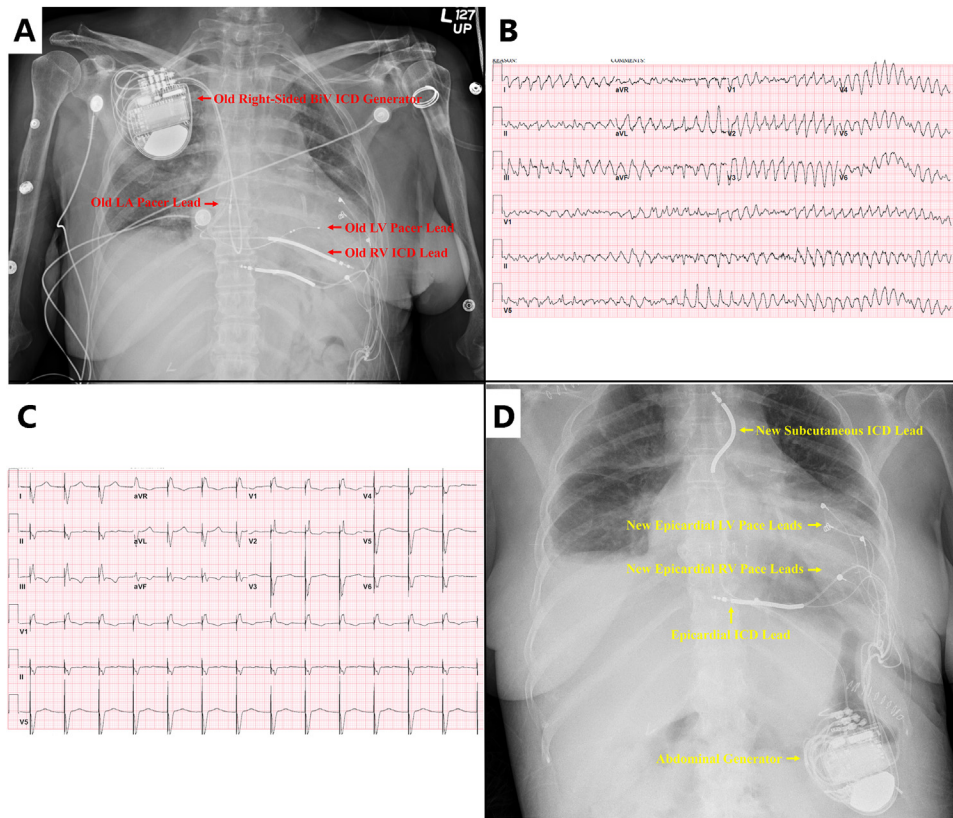 A
L 127
UP
Old Right-Sided BiV ICD Generator
Old LA Pacer Lead
Old LV Pacer Lead
Old RV ICD Lead
B
REASON:
COMMENTS:
I
aVR
V1
V4
II
aVL
V2
V5
III
aVF
V3
V6
V1
II
V5
C
I
aVR
V1
V4
II
aVL
V2
V5
III
aVF
V3
V6
V1
II
V5
D
New Subcutaneous ICD Lead
New Epicardial LV Pace Leads
New Epicardial RV Pace Leads
Epicardial ICD Lead
Abdominal Generator